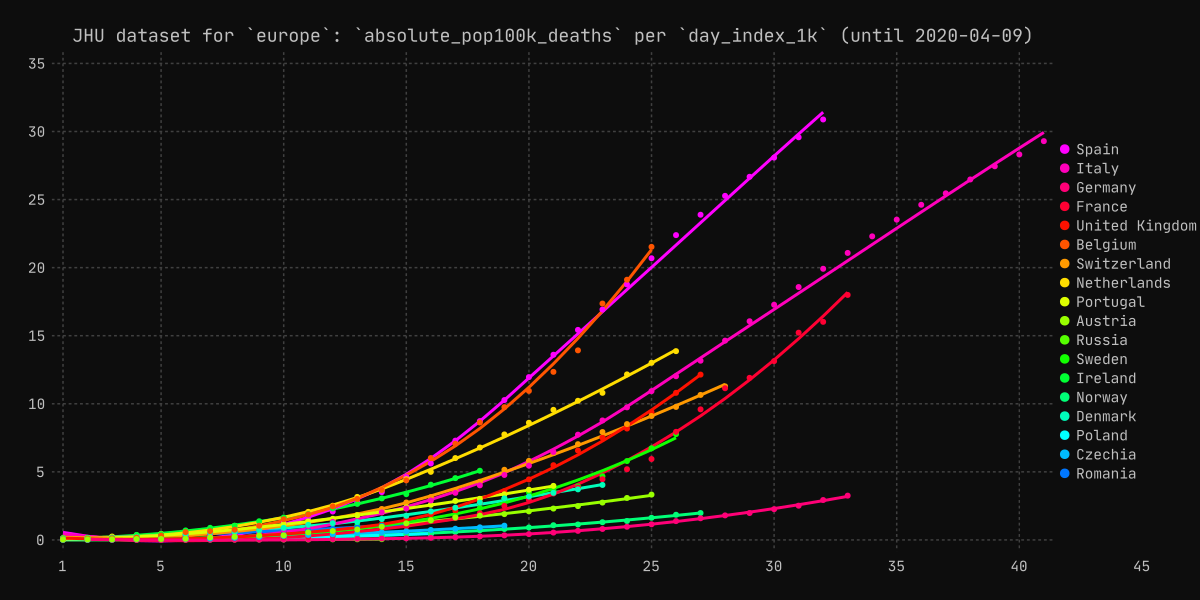 JHU dataset for `europe`: `absolute_pop100k_deaths` per `day_index_1k` (until 2020-04-09)
35
30
25
20
15
10
5
0
1 5 10 15 20 25 30 35 40 45
Spain
Italy
Germany
France
United Kingdom
Belgium
Switzerland
Netherlands
Portugal
Austria
Russia
Sweden
Ireland
Norway
Denmark
Poland
Czechia
Romania